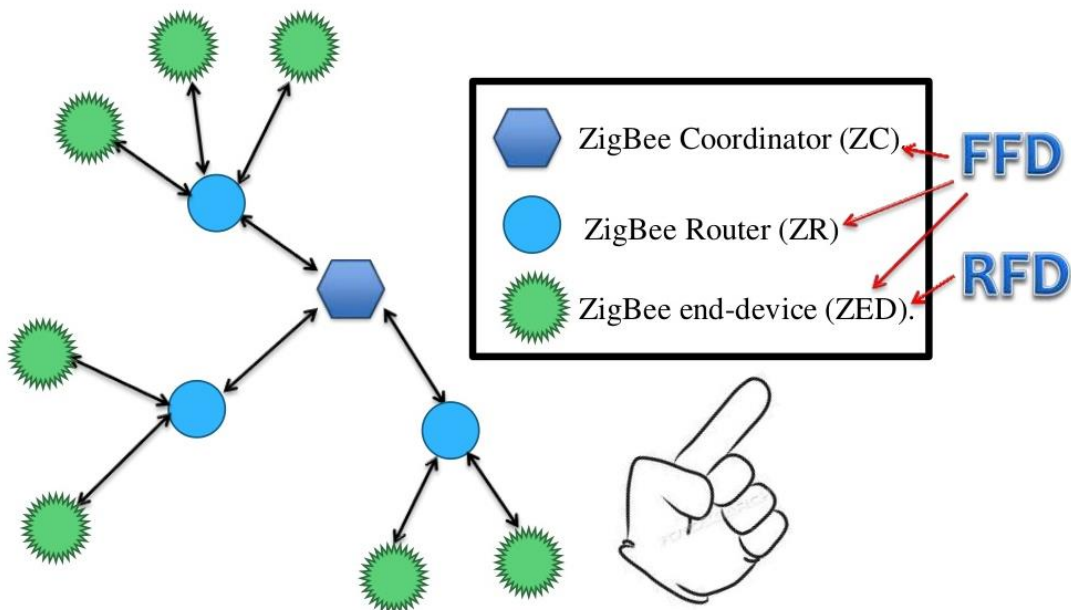 ZigBee Coordinator (ZC).
FFD
ZigBee Router (ZR)
RFD
ZigBee end-device (ZED).